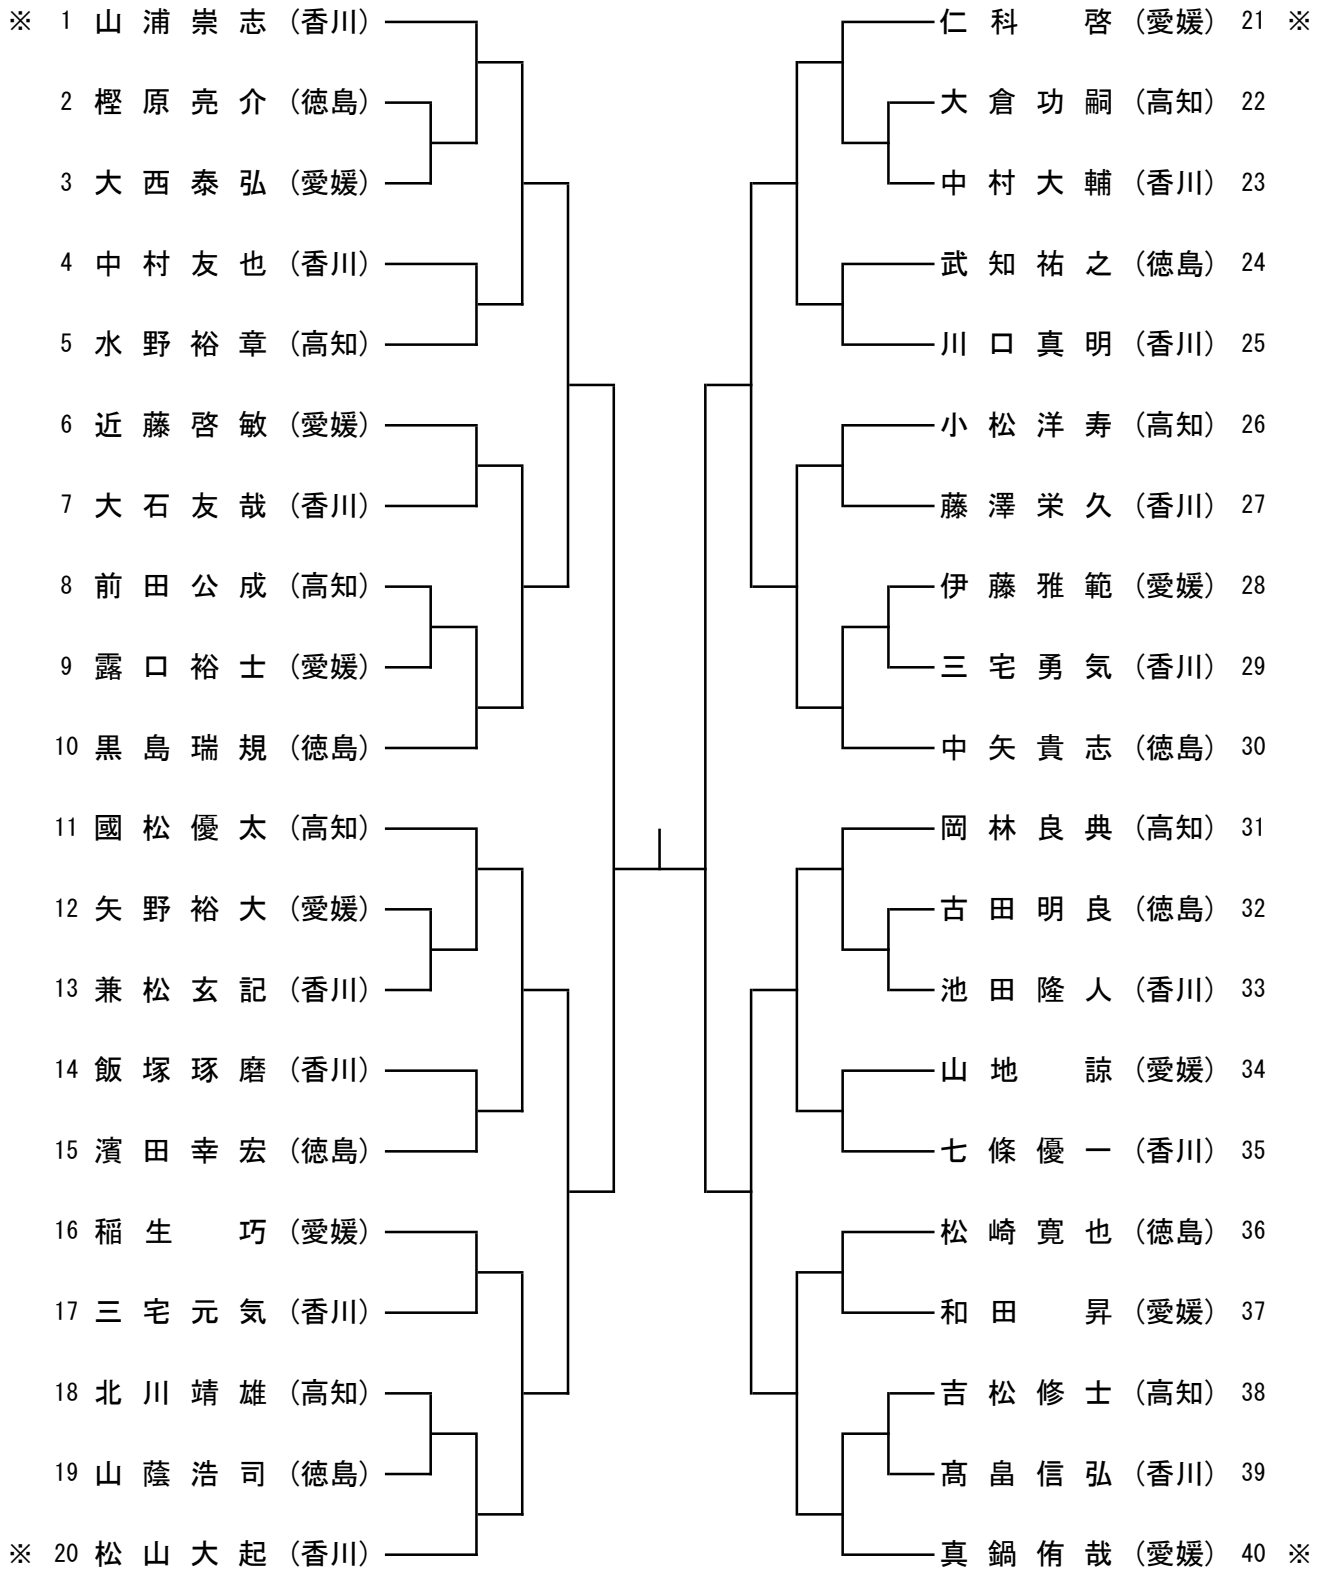 ※ 1 山浦崇志（香川） 仁科 啓（愛媛） 21 ※
2 樫原亮介（徳島） 大倉功嗣（高知） 22
3 大西泰弘（愛媛） 中村大輔（香川） 23
4 中村友也（香川） 武知祐之（徳島） 24
5 水野裕章（高知） 川口真明（香川） 25
6 近藤啓敏（愛媛） 小松洋寿（高知） 26
7 大石友哉（香川） 藤澤栄久（香川） 27
8 前田公成（高知） 伊藤雅範（愛媛） 28
9 露口裕士（愛媛） 三宅勇気（香川） 29
10 黒島瑞規（徳島） 中矢貴志（徳島） 30
11 國松優太（高知） 岡林良典（高知） 31
12 矢野裕大（愛媛） 古田明良（徳島） 32
13 兼松玄記（香川） 池田隆人（香川） 33
14 飯塚琢磨（香川） 山地 諒（愛媛） 34
15 濱田幸宏（徳島） 七條優一（香川） 35
16 稲生 巧（愛媛） 松崎寛也（徳島） 36
17 三宅元気（香川） 和田 昇（愛媛） 37
18 北川靖雄（高知） 吉松修士（高知） 38
19 山蔭浩司（徳島） 髙畠信弘（香川） 39
※ 20 松山大起（香川） 真鍋侑哉（愛媛） 40 ※